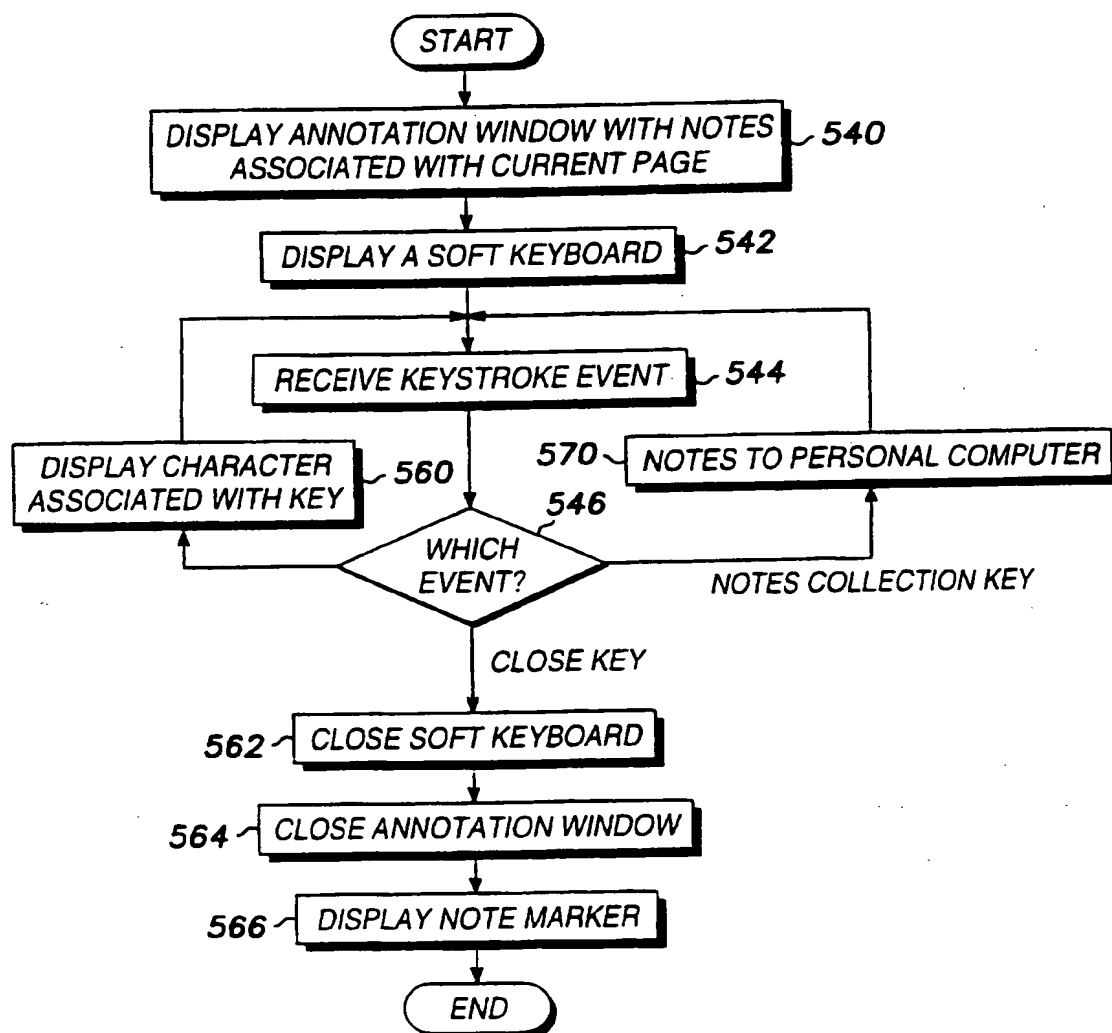 START
DISPLAY ANNOTATION WINDOW WITH NOTES
ASSOCIATED WITH CURRENT PAGE
540
DISPLAY A SOFT KEYBOARD
542
RECEIVE KEYSTROKE EVENT
544
DISPLAY CHARACTER
ASSOCIATED WITH KEY
560
570
NOTES TO PERSONAL COMPUTER
546
WHICH
EVENT?
NOTES COLLECTION KEY
CLOSE KEY
562
CLOSE SOFT KEYBOARD
564
CLOSE ANNOTATION WINDOW
566
DISPLAY NOTE MARKER
END